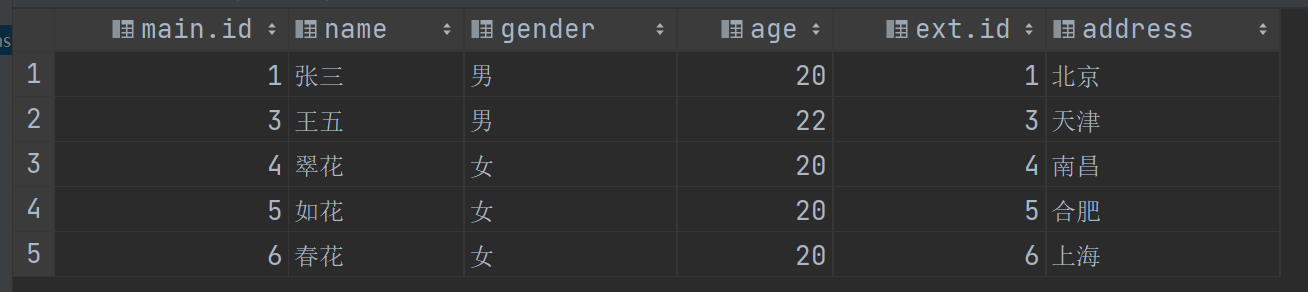 main.id name gender age ext.id address
1 1 张三 男 20 1 北京
2 3 王五 男 22 3 天津
3 4 翠花 女 20 4 南昌
4 5 如花 女 20 5 合肥
5 6 春花 女 20 6 上海